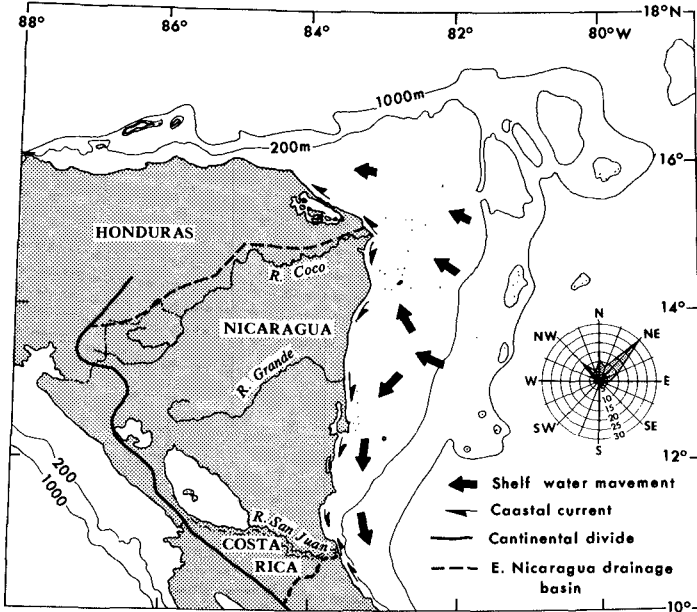 88°
86°
84°
82°
80°W
18°N
1000m
200m
16°
HONDURAS
R. Coco
14°
NICARAGUA
R. Grande
N
NW
NE
W
E
SW
SE
S
10
15
20
25
30
12°
200
1000
R. San Juan
COSTA
RICA
Shelf water movement
Caastal current
Cantinental divide
E. Nicaragua drainage
basin
10°